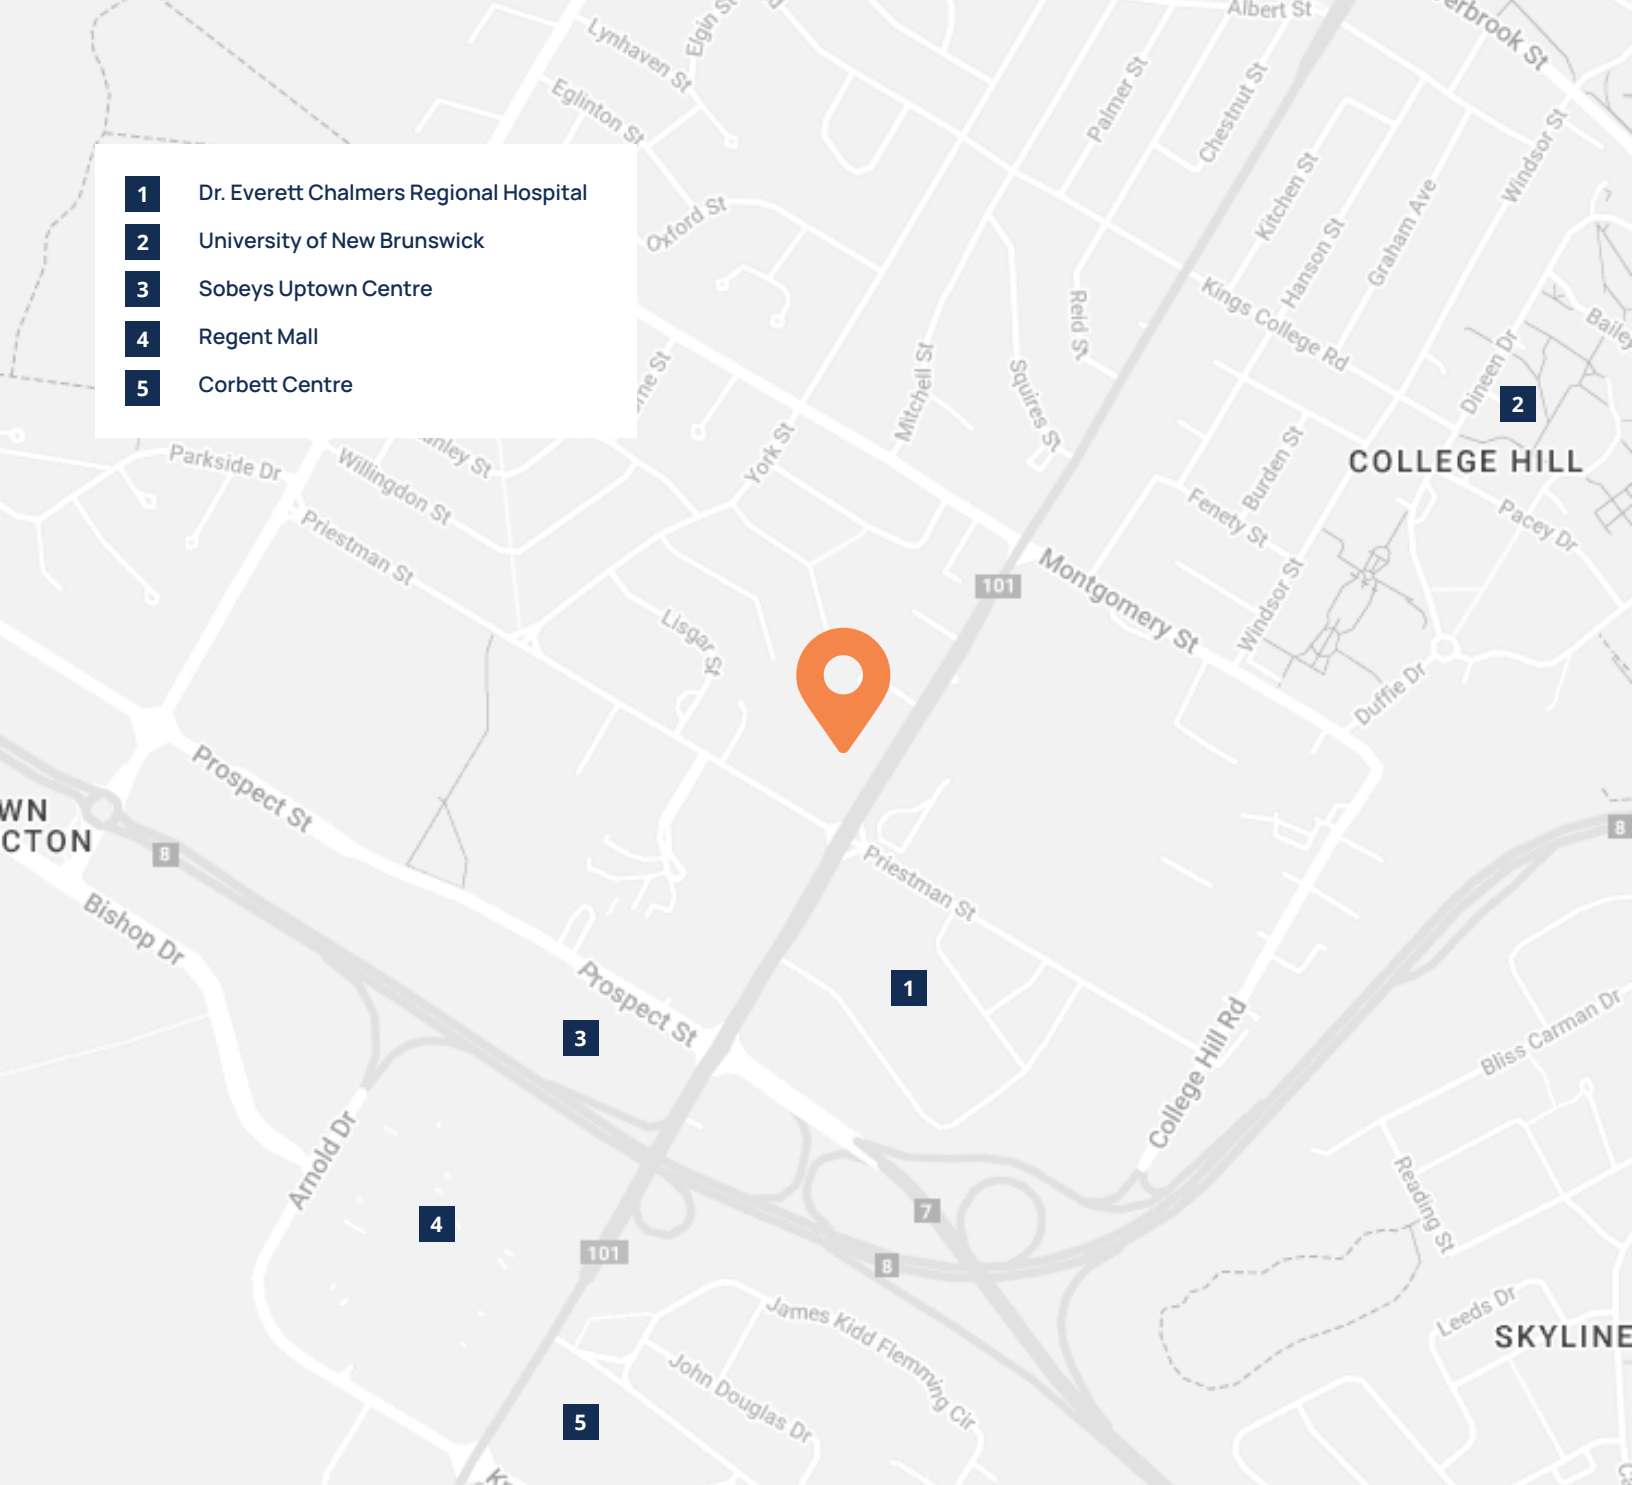 Albert St
erbrook St
Elgin St
Lynhaven St
Eglinton St
Palmer St
Chestnut St
Windsor St
Kitchen St
Hanson St
Graham Ave
Oxford St
1 Dr. Everett Chalmers Regional Hospital
2 University of New Brunswick
3 Sobeys Uptown Centre
4 Regent Mall
5 Corbett Centre
Kings College Rd
Reid St
Bailey
Dineen Dr
Mitchell St
Squires St
2
COLLEGE HILL
York St
Burden St
Fenety St
Pacey Dr
Parkside Dr
Willingdon St
Priestman St
101
Montgomery St
Windsor St
Lisgar St
Duffie Dr
Prospect St
WN
CTON
8
8
Priestman St
Bishop Dr
Prospect St
1
3
College Hill Rd
Bliss Carman Dr
Arnold Dr
4
7
Reading St
101
8
James Kidd Flemming Cir
Leeds Dr
SKYLINE
John Douglas Dr
5